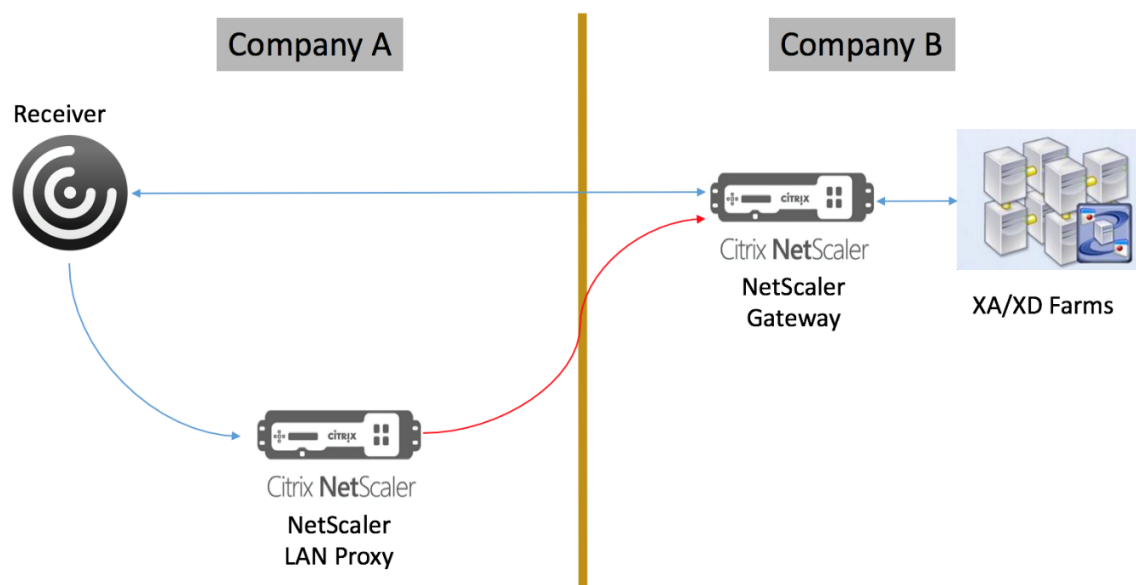 Company A
Company B
Receiver
CITRIX
Citrix NetScaler
NetScaler
Gateway
XA/XD Farms
CITRIX
Citrix NetScaler
NetScaler
LAN Proxy